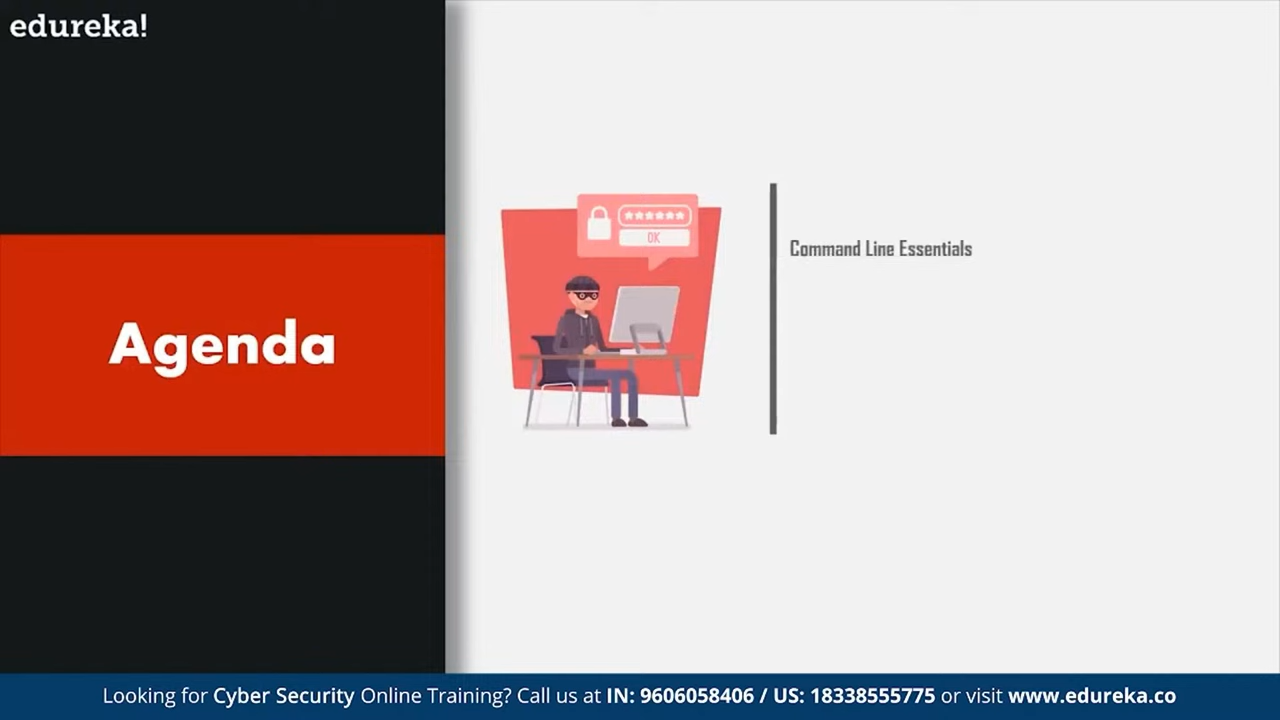 edureka!
Agenda
******
OK
Command Line Essentials
Looking for Cyber Security Online Training? Call us at IN: 9606058406 / US: 18338555775 or visit www.edureka.co